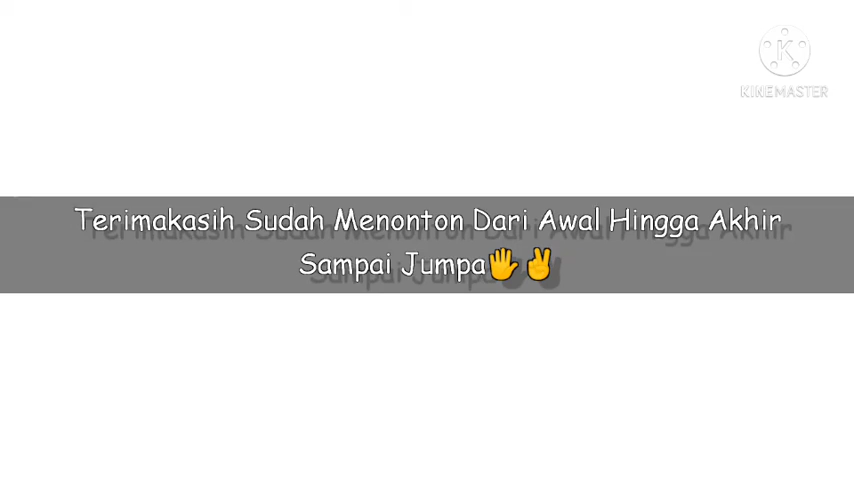 KINEMASTER
Terimakasih Sudah Menonton Dari Awal Hingga Akhir
Sampai Jumpa🖐✌